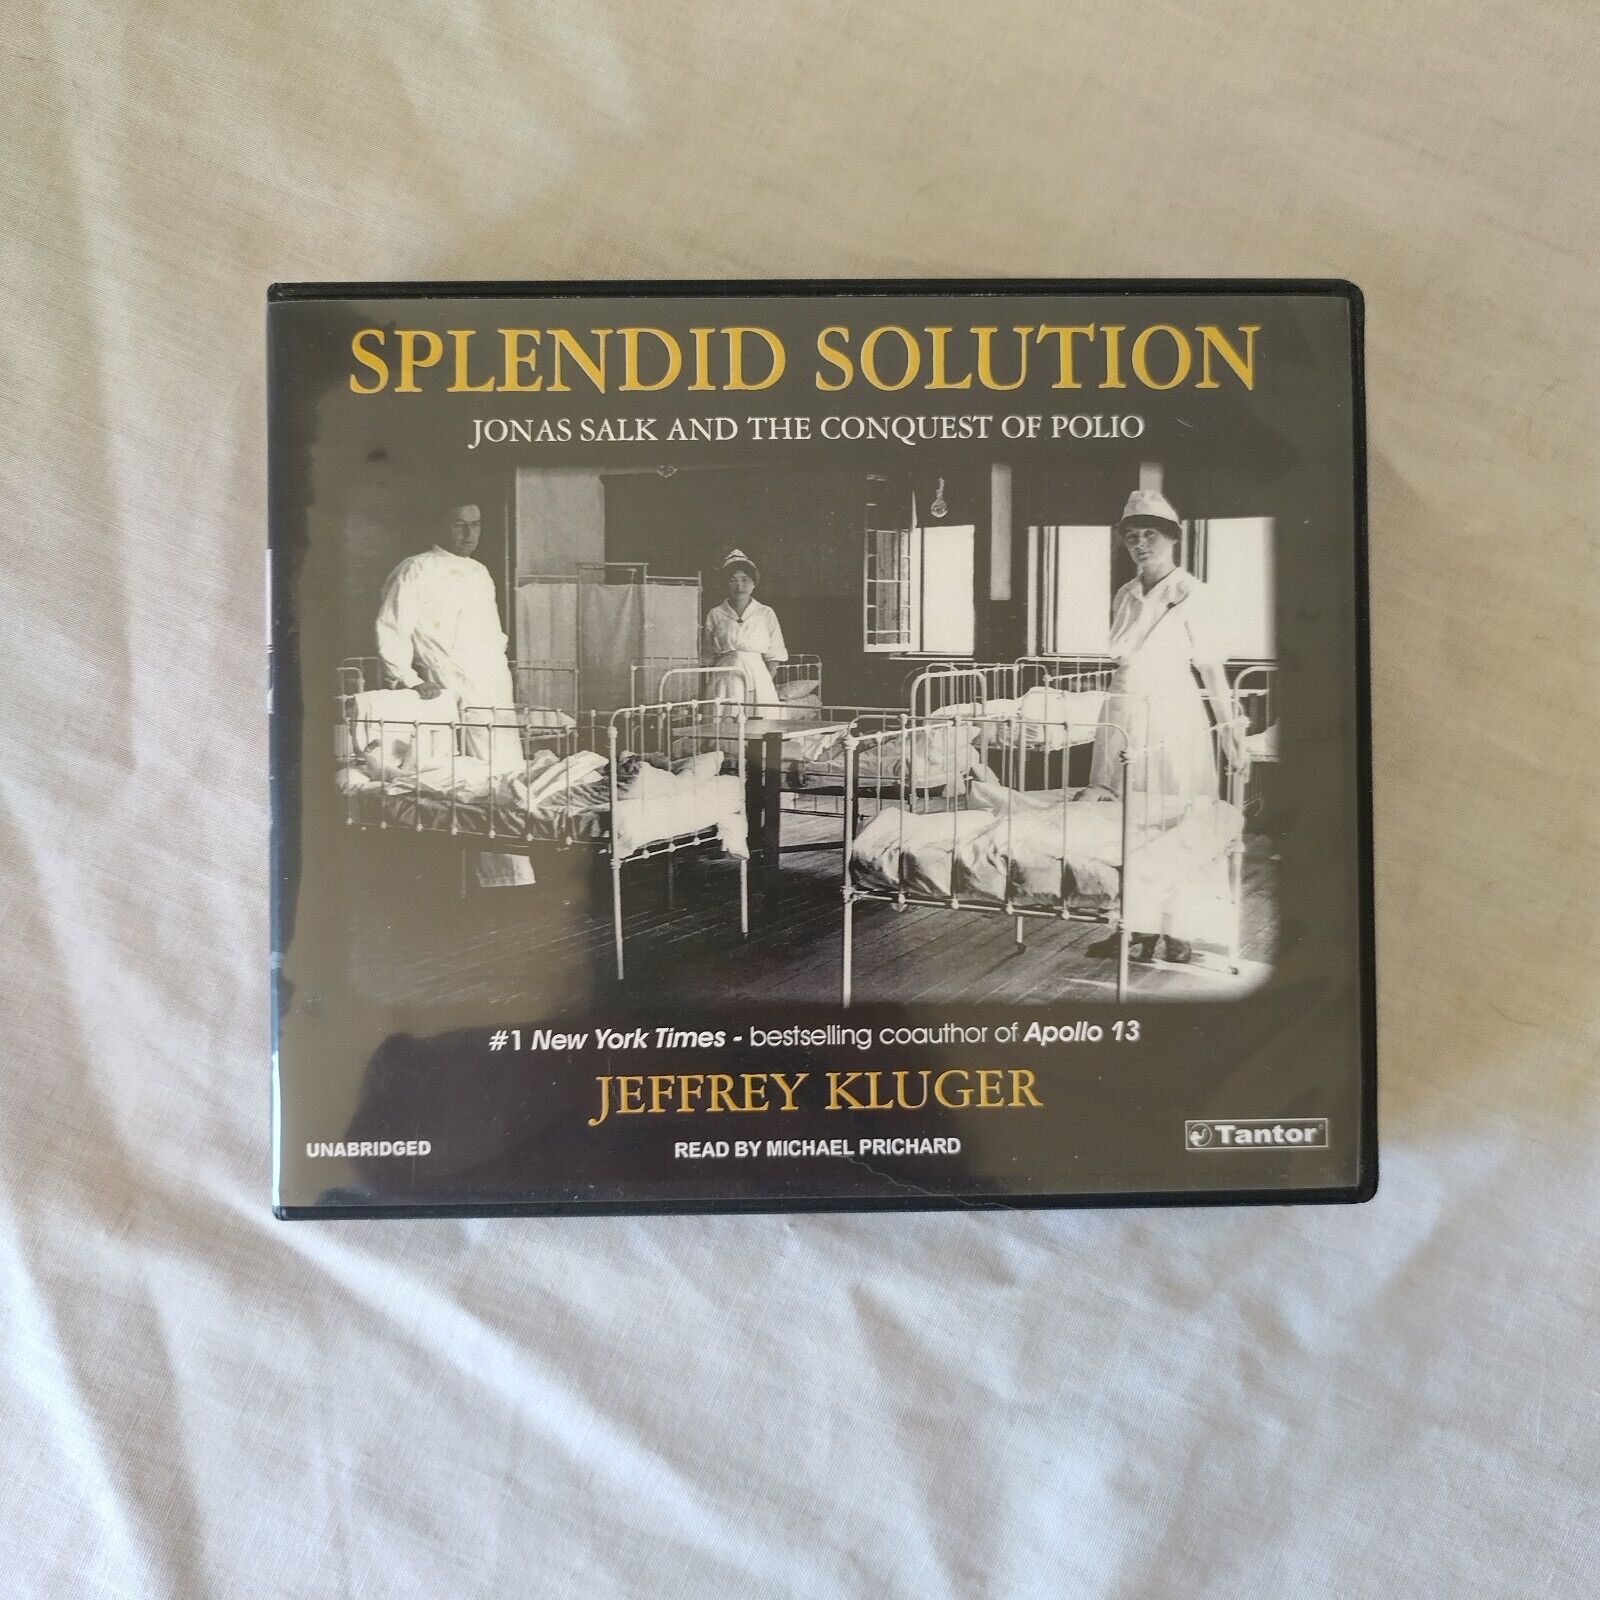 SPLENDID SOLUTION
JONAS SALK AND THE CONQUEST OF POLIO
#1 New York Times - bestselling coauthor of Apollo 13
JEFFREY KLUGER
UNABRIDGED
READ BY MICHAEL PRICHARD
Tantor